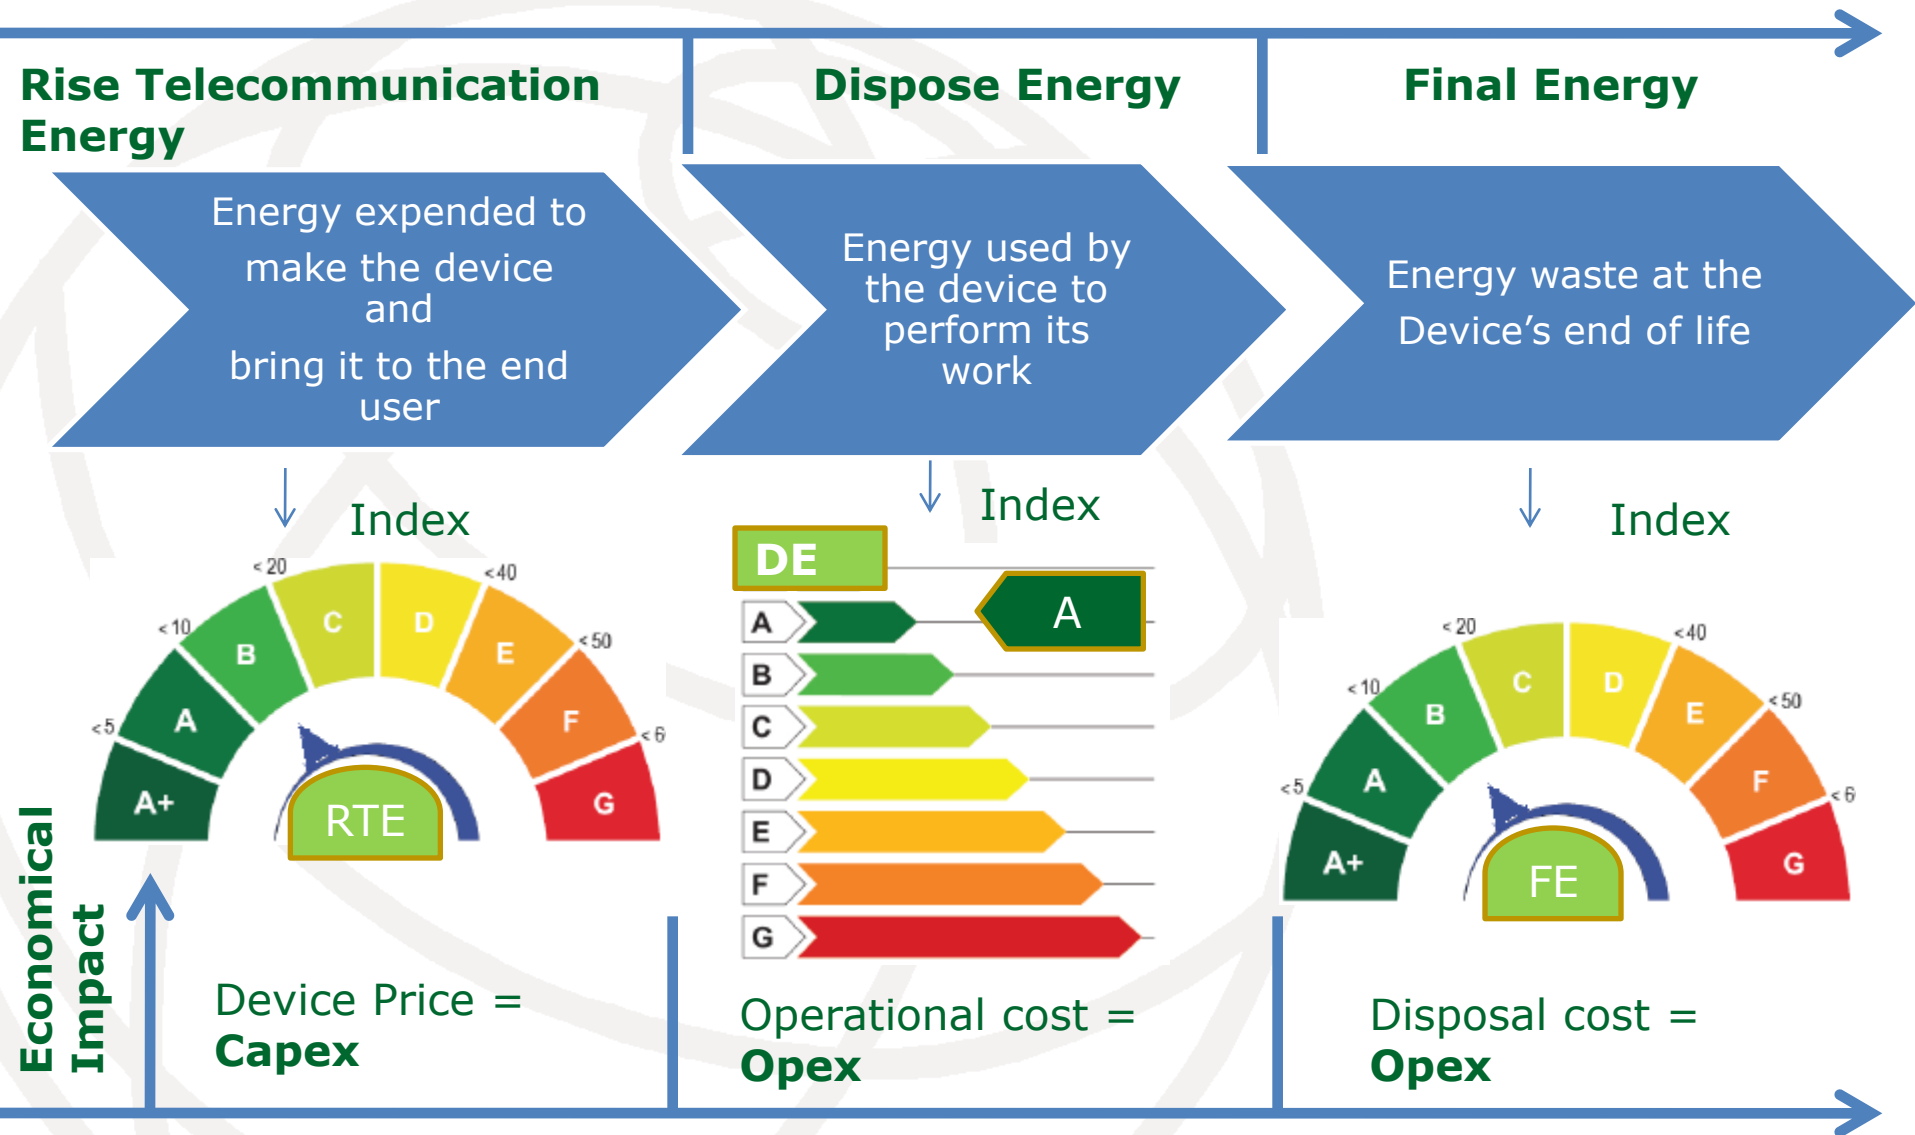 Rise Telecommunication
Energy
Dispose Energy
Final Energy
Energy expended to
make the device
and
bring it to the end
user
Energy used by
the device to
perform its
work
Energy waste at the
Device's end of life
Index
<5
<10
<20
<40
<50
<6
A+
A
B
C
D
E
F
G
RTE
Index
DE
A
A
B
C
D
E
F
G
Index
<5
<10
<20
<40
<50
<6
A+
A
B
C
D
E
F
G
FE
Economical
Impact
Device Price =
Capex
Operational cost =
Opex
Disposal cost =
Opex